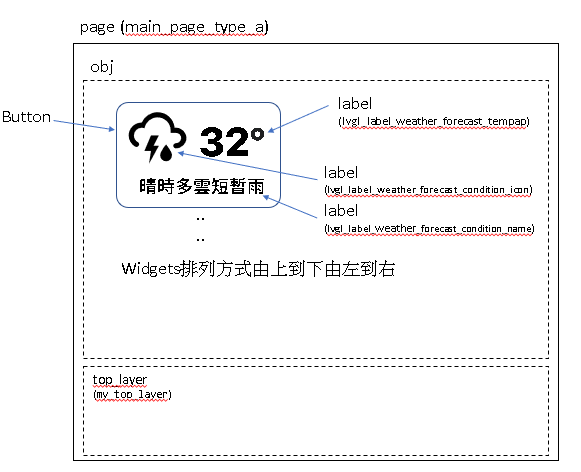 page (main_page_type_a)
obj
Button
label
(lvgl_label_weather_forecast_tempap)
32°
label
(lvgl_label_weather_forecast_condition_icon)
晴時多雲短暫雨
label
(lvgl_label_weather_forecast_condition_name)
..
..
Widgets排列方式由上到下由左到右
top_layer
(my_top_layer)